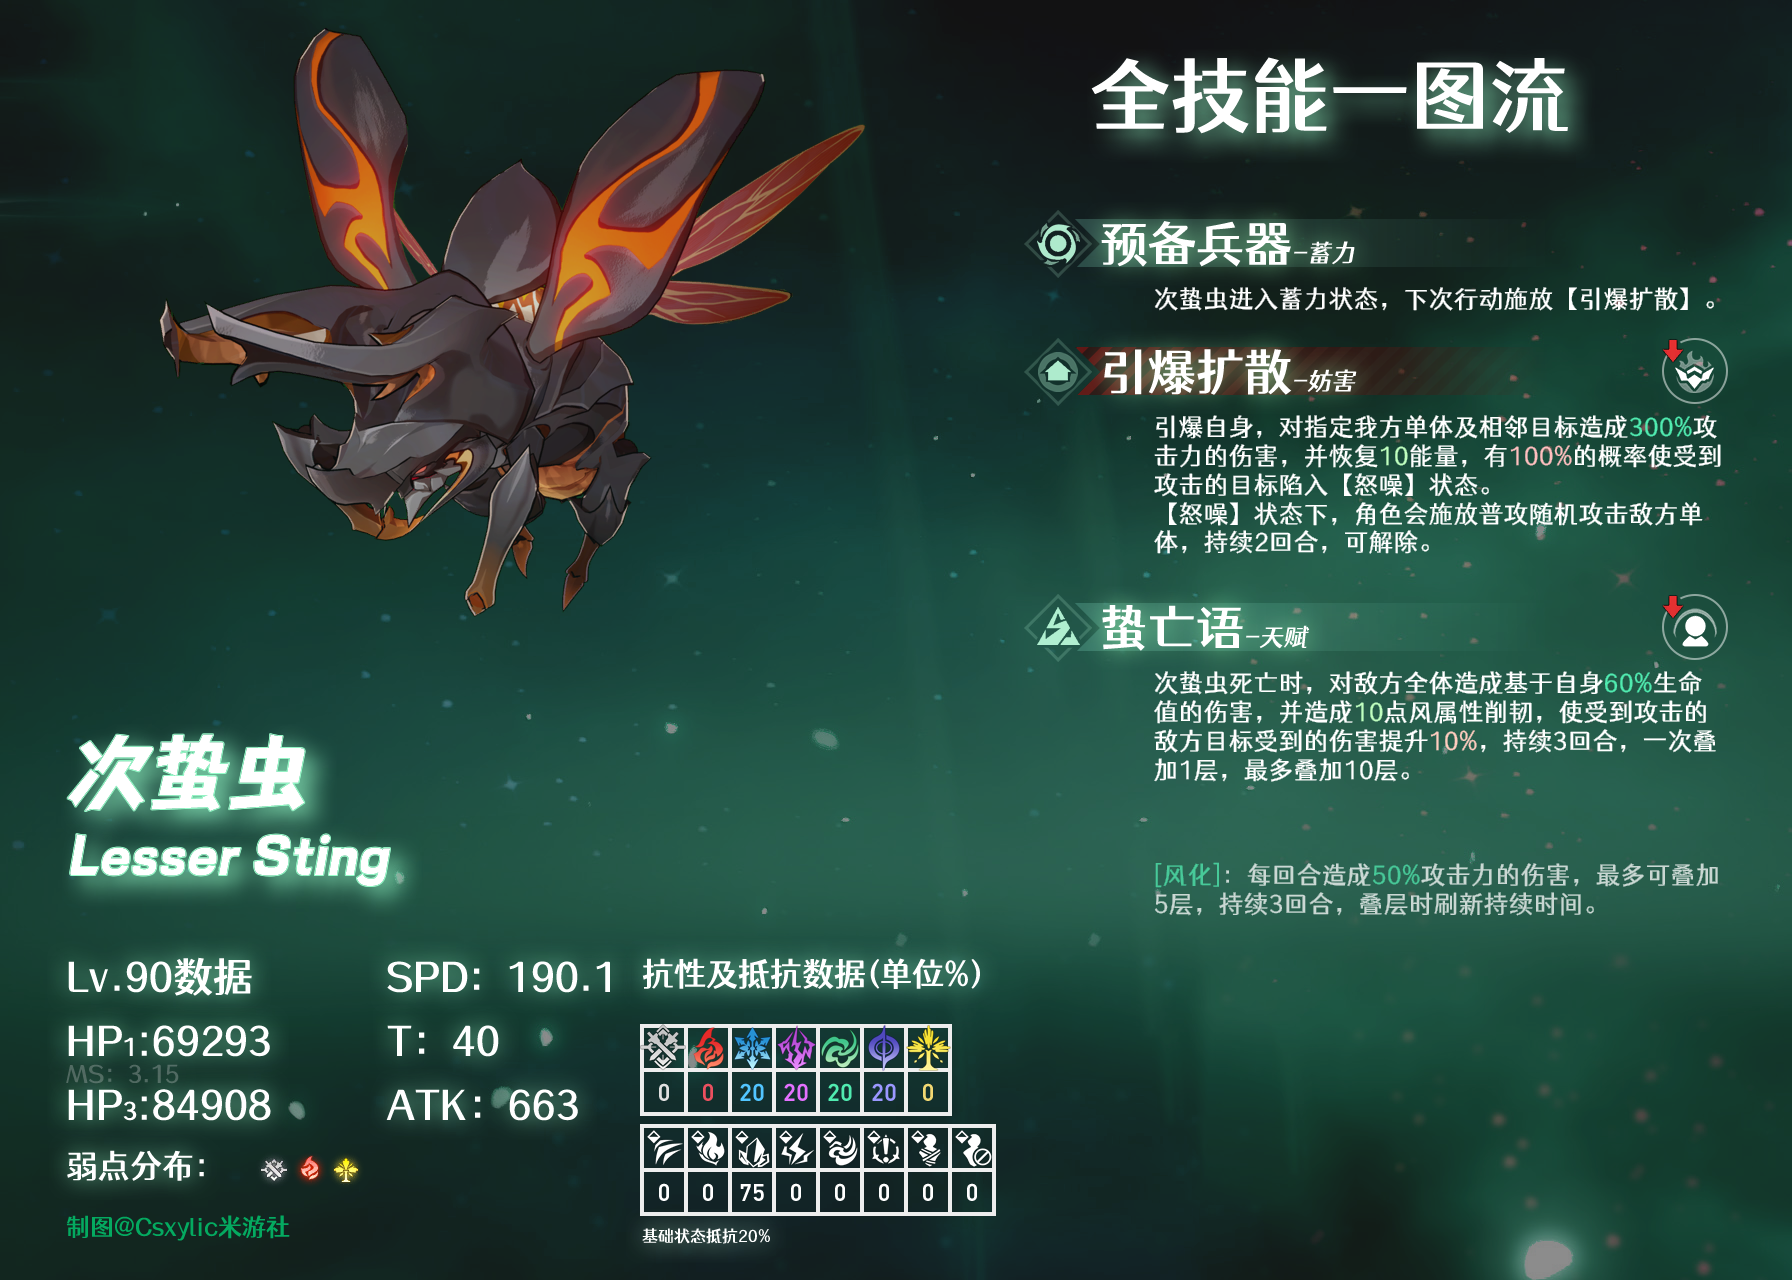 全技能一图流
预备兵器-蓄力
次蛰虫进入蓄力状态，下次行动施放【引爆扩散】。
引爆扩散-妨害
引爆自身，对指定我方单体及相邻目标造成300%攻
击力的伤害，并恢复10能量，有100%的概率使受到
攻击的目标陷入【怒噪】状态。
【怒噪】状态下，角色会施放普攻随机攻击敌方单
体，持续2回合，可解除。
蛰亡语-天赋
次蛰虫死亡时，对敌方全体造成基于自身60%生命
值的伤害，并造成10点风属性削韧，使受到攻击的
敌方目标受到的伤害提升10%，持续3回合，一次叠
加1层，最多叠加10层。
[风化]：每回合造成50%攻击力的伤害，最多可叠加
5层，持续3回合，叠层时刷新持续时间。
次蛰虫
Lesser Sting
Lv.90数据
SPD：190.1
HP1:69293
T：40
MS：3.15
HP3:84908
ATK：663
弱点分布：
制图@Csxylic米游社
抗性及抵抗数据(单位%)
0 0 20 20 20 20 0
0 0 75 0 0 0 0 0
基础状态抵抗20%